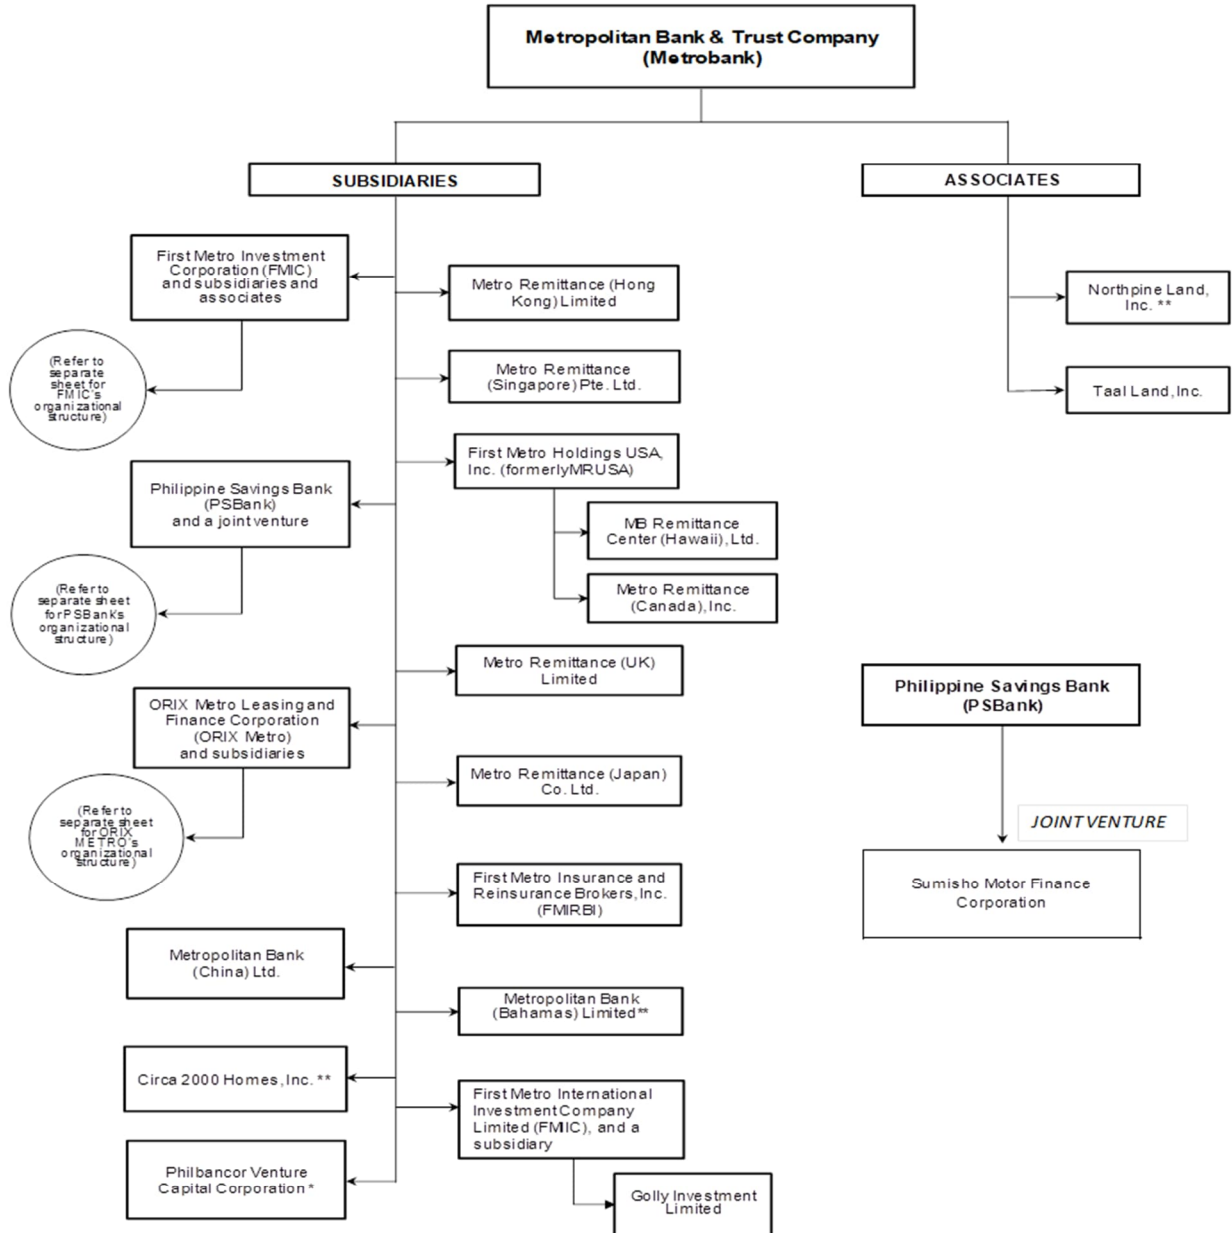 Metropolitan Bank & Trust Company
(Metrobank)
SUBSIDIARIES
ASSOCIATES
First Metro Investment
Corporation (FMIC)
and subsidiaries and
associates
Metro Remittance (Hong
Kong) Limited
Northpine Land,
Inc. **
(Refer to
separate
sheet for
FMIC's
organizational
structure)
Metro Remittance
(Singapore) Pte. Ltd.
Taal Land, Inc.
First Metro Holdings USA,
Inc. (formerly MRUSA)
Philippine Savings Bank
(PSBank)
and a joint venture
MB Remittance
Center (Hawaii), Ltd.
Metro Remittance
(Canada), Inc.
(Refer to
separate sheet
for PSBank's
organizational
structure)
Metro Remittance (UK)
Limited
Philippine Savings Bank
(PSBank)
ORIX Metro Leasing and
Finance Corporation
(ORIX Metro)
and subsidiaries
Metro Remittance (Japan)
Co. Ltd.
(Refer to
separate sheet
for ORIX
METRO's
organizational
structure)
JOINT VENTURE
Sumisho Motor Finance
Corporation
First Metro Insurance and
Reinsurance Brokers, Inc.
(FMIRBI)
Metropolitan Bank
(China) Ltd.
Metropolitan Bank
(Bahamas) Limited**
Circa 2000 Homes, Inc. **
First Metro International
Investment Company
Limited (FMIIC), and a
subsidiary
Philbancor Venture
Capital Corporation *
Golly Investment
Limited